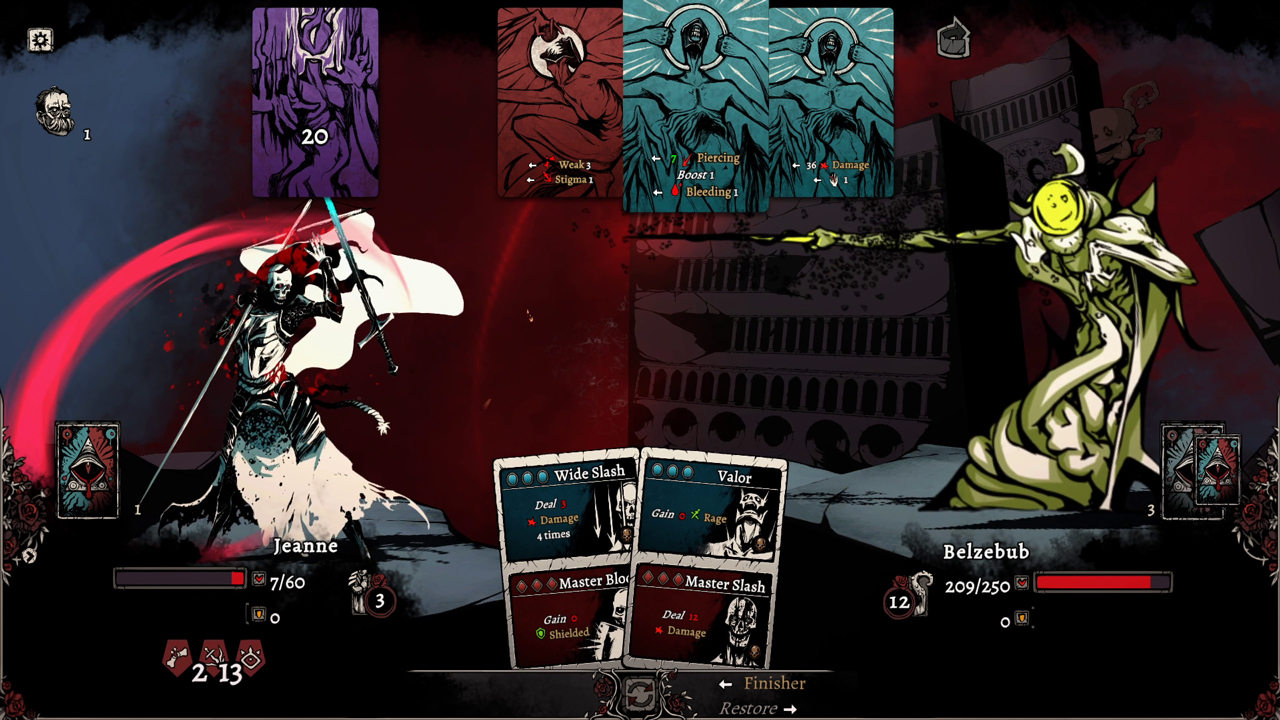 1
20
Weak 3
Stigma 1
7 Piercing
Boost 1
Bleeding 1
36 Damage
1
Wide Slash
Deal 3
Damage
4 times
Valor
Gain 0 Rage
Gain 0
Shielded
Master Slash
Deal 12
Damage
1
3
Jeanne
7/60
0
3
2 13
Belzebub
12
209/250
0
Finisher
Restore